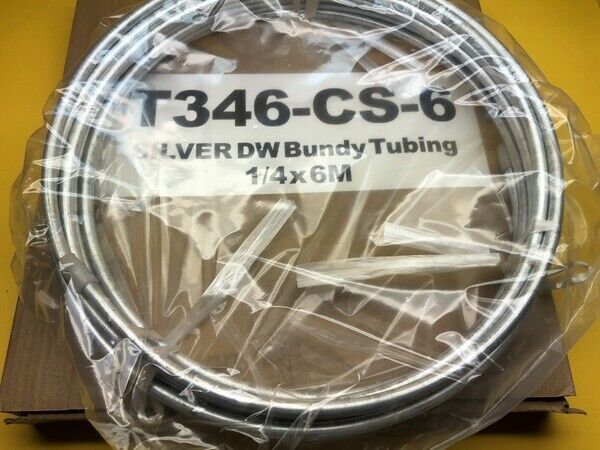 T346-CS-6
SILVER DW Bundy Tubing
1/4x6M